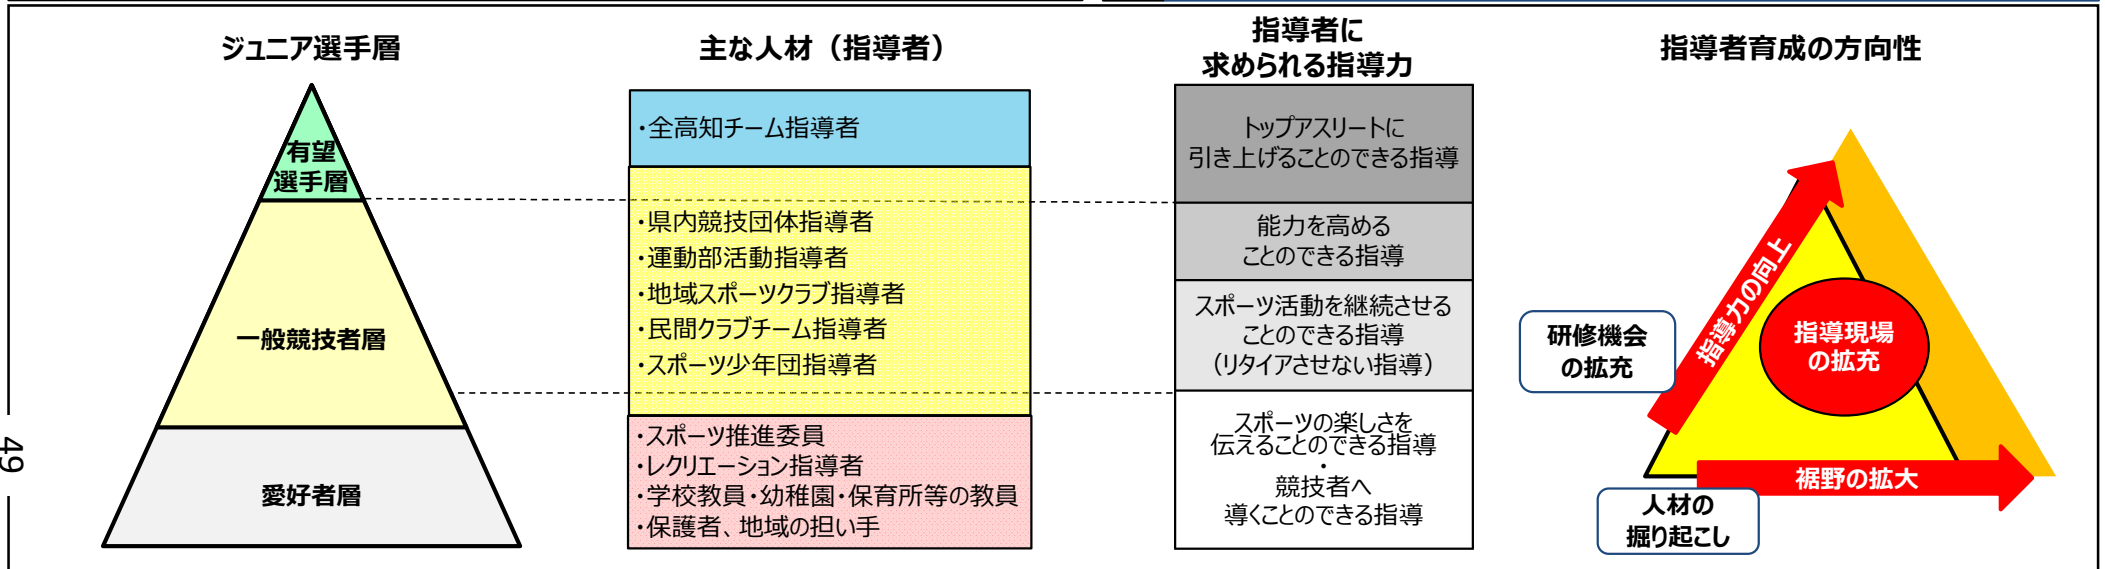 ジュニア選手層
有望
選手層
一般競技者層
愛好者層
主な人材（指導者）
・全高知チーム指導者
・県内競技団体指導者
・運動部活動指導者
・地域スポーツクラブ指導者
・民間クラブチーム指導者
・スポーツ少年団指導者
・スポーツ推進委員
・レクリエーション指導者
・学校教員・幼稚園・保育所等の教員
・保護者、地域の担い手
指導者に
求められる指導力
トップアスリートに
引き上げることのできる指導
能力を高める
ことのできる指導
スポーツ活動を継続させる
ことのできる指導
（リタイアさせない指導）
スポーツの楽しさを
伝えることのできる指導
・
競技者へ
導くことのできる指導
指導者育成の方向性
指導力の向上
研修機会
の拡充
指導現場
の拡充
裾野の拡大
人材の
掘り起こし
49